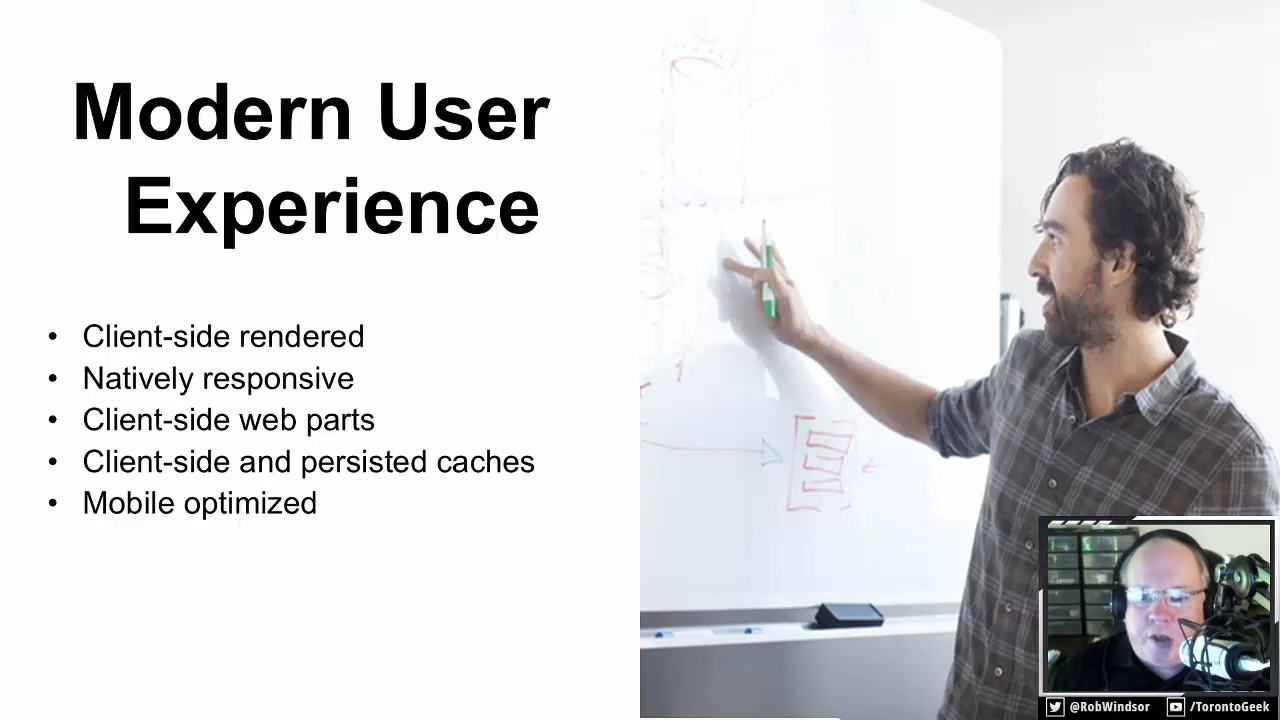 Modern User
Experience
• Client-side rendered
• Natively responsive
• Client-side web parts
• Client-side and persisted caches
• Mobile optimized
@RobWindsor /TorontoGeek